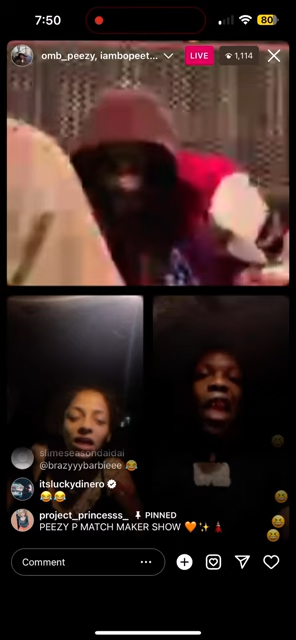 7:50
80
omb_peezy, iambopeet...
LIVE
1,114
slimeseasondaidai
@brazyyybarbieee 😂
itsluckydinero
😂😂
project_princesss_ PINNED
PEEZY P MATCH MAKER SHOW 🧡✨💃
Comment